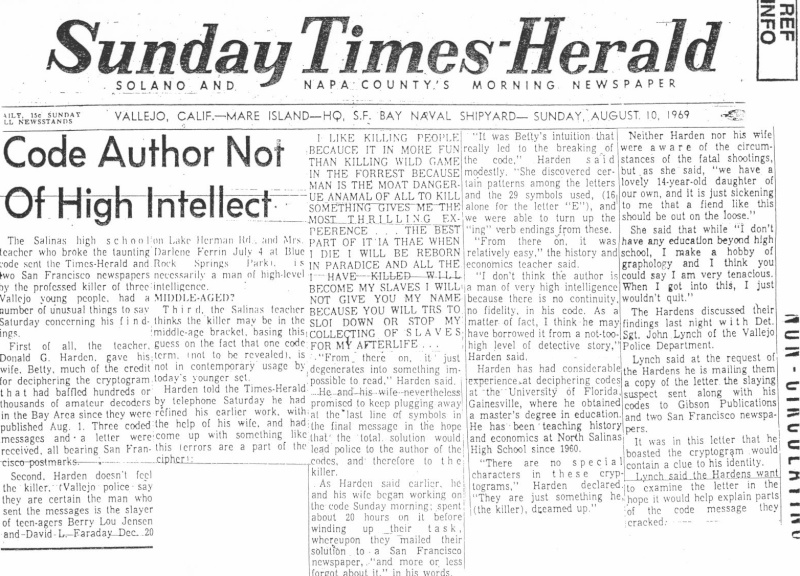 Sunday Times-Herald
SOLANO AND NAPA COUNTY'S MORNING NEWSPAPER
AILY, 15c SUNDAY
LL NEWSSTANDS
VALLEJO, CALIF.—MARE ISLAND—HQ, S.F. BAY NAVAL SHIPYARD— SUNDAY, AUGUST 10, 1969
REF
INFO
Code Author Not
Of High Intellect
The Salinas high school
teacher who broke the taunting
code sent the Times-Herald and
two San Francisco newspapers
by the professed killer of three
Vallejo young people, had a
number of unusual things to say
Saturday concerning his find-
ings.
First of all, the teacher,
Donald G. Harden, gave his
wife, Betty, much of the credit
for deciphering the cryptogram
that had baffled hundreds or
thousands of amateur decoders
in the Bay Area since they were
published Aug. 1. Three coded
messages and a letter were
received, all bearing San Fran-
cisco postmarks.
Second, Harden doesn't feel
the killer, (Vallejo police say
they are certain the man who
sent the messages is the slayer
of teen-agers Berry Lou Jensen
and David L. Faraday Dec. 20
on Lake Herman Rd. and Mrs.
Darlene Ferrin July 4 at Blue
Rock Springs Park), is
necessarily a man of high-level
intelligence.
MIDDLE-AGED?
Third, the Salinas teacher
thinks the killer may be in the
middle-age bracket, basing this
guess on the fact that one code
term, (not to be revealed), is
not in contemporary usage by
today's younger set.
Harden told the Times-Herald
by telephone Saturday he had
refined his earlier work, with
the help of his wife, and had
come up with something like
this (errors are a part of the
cipher):
I LIKE KILLING PEOPLE
BECAUCE IT IN MORE FUN
THAN KILLING WILD GAME
IN THE FORREST BECAUSE
MAN IS THE MOAT DANGER-
UE ANAMAL OF ALL TO KILL
SOMETHING GIVES ME THE
MOST THRILLING EX-
PEERENCE . . . THE BEST
PART OF IT IA THAE WHEN
I DIE I WILL BE REBORN
IN PARADICE AND ALL THE
I HAVE KILLED WILL
BECOME MY SLAVES I WILL
NOT GIVE YOU MY NAME
BECAUSE YOU WILL TRS TO
SLOI DOWN OR STOP MY
COLLECTING OF SLAVES
FOR MY AFTERLIFE . . .
"From there on, it just
degenerates into something im-
possible to read," Harden said.
He and his wife nevertheless
promised to keep plugging away
at the last line of symbols in
the final message in the hope
that the total solution would
lead police to the author of the
codes, and therefore to the
killer.
As Harden said earlier, he
and his wife began working on
the code Sunday morning; spent
about 20 hours on it before
winding up their task,
whereupon they mailed their
solution to a San Francisco
newspaper, "and more or less
forgot about it," in his words.
"It was Betty's intuition that
really led to the breaking of
the code," Harden said
modestly. "She discovered cer-
tain patterns among the letters
and the 29 symbols used, (16
alone for the letter "E"), and
we were able to turn up the
"ing" verb endings from these.
"From there on, it was
relatively easy," the history and
economics teacher said.
"I don't think the author is
a man of very high intelligence
because there is no continuity,
no fidelity, in his code. As a
matter of fact, I think he may
have borrowed it from a not-too
high level of detective story,"
Harden said.
Harden has had considerable
experience at deciphering codes
at the University of Florida,
Gainesville, where he obtained
a master's degree in education.
He has been teaching history
and economics at North Salinas
High School since 1960.
"There are no special
characters in these cryp-
tograms," Harden declared.
"They are just something he,
(the killer), dreamed up."
Neither Harden nor his wife
were aware of the circum-
stances of the fatal shootings,
but as she said, "we have a
lovely 14-year-old daughter of
our own, and it is just sickening
to me that a fiend like this
should be out on the loose."
She said that while "I don't
have any education beyond high
school, I make a hobby of
graphology and I think you
could say I am very tenacious.
When I got into this, I just
wouldn't quit."
The Hardens discussed their
findings last night with Det.
Sgt. John Lynch of the Vallejo
Police Department.
Lynch said at the request of
the Hardens he is mailing them
a copy of the letter the slaying
suspect sent along with his
codes to Gibson Publications
and two San Francisco newspa-
pers.
It was in this letter that he
boasted the cryptogram would
contain a clue to his identity.
Lynch said the Hardens want
to examine the letter in the
hope it would help explain parts
of the code message they
cracked.
NON-CIRCULATING